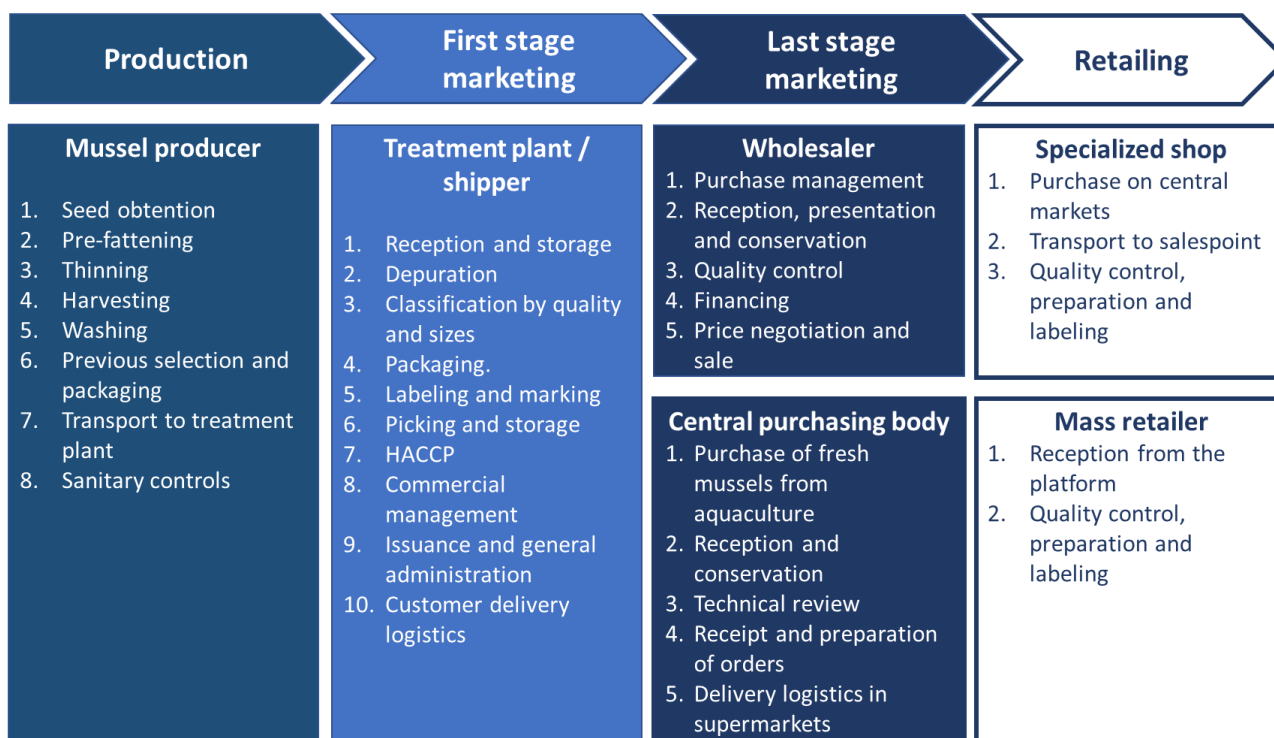 Production
First stage
marketing
Last stage
marketing
Retailing
Mussel producer
1. Seed obtention
2. Pre-fattening
3. Thinning
4. Harvesting
5. Washing
6. Previous selection and
packaging
7. Transport to treatment
plant
8. Sanitary controls
Treatment plant /
shipper
1. Reception and storage
2. Depuration
3. Classification by quality
and sizes
4. Packaging.
5. Labeling and marking
6. Picking and storage
7. HACCP
8. Commercial
management
9. Issuance and general
administration
10. Customer delivery
logistics
Wholesaler
1. Purchase management
2. Reception, presentation
and conservation
3. Quality control
4. Financing
5. Price negotiation and
sale
Central purchasing body
1. Purchase of fresh
mussels from
aquaculture
2. Reception and
conservation
3. Technical review
4. Receipt and preparation
of orders
5. Delivery logistics in
supermarkets
Specialized shop
1. Purchase on central
markets
2. Transport to salespoint
3. Quality control,
preparation and
labeling
Mass retailer
1. Reception from the
platform
2. Quality control,
preparation and
labeling